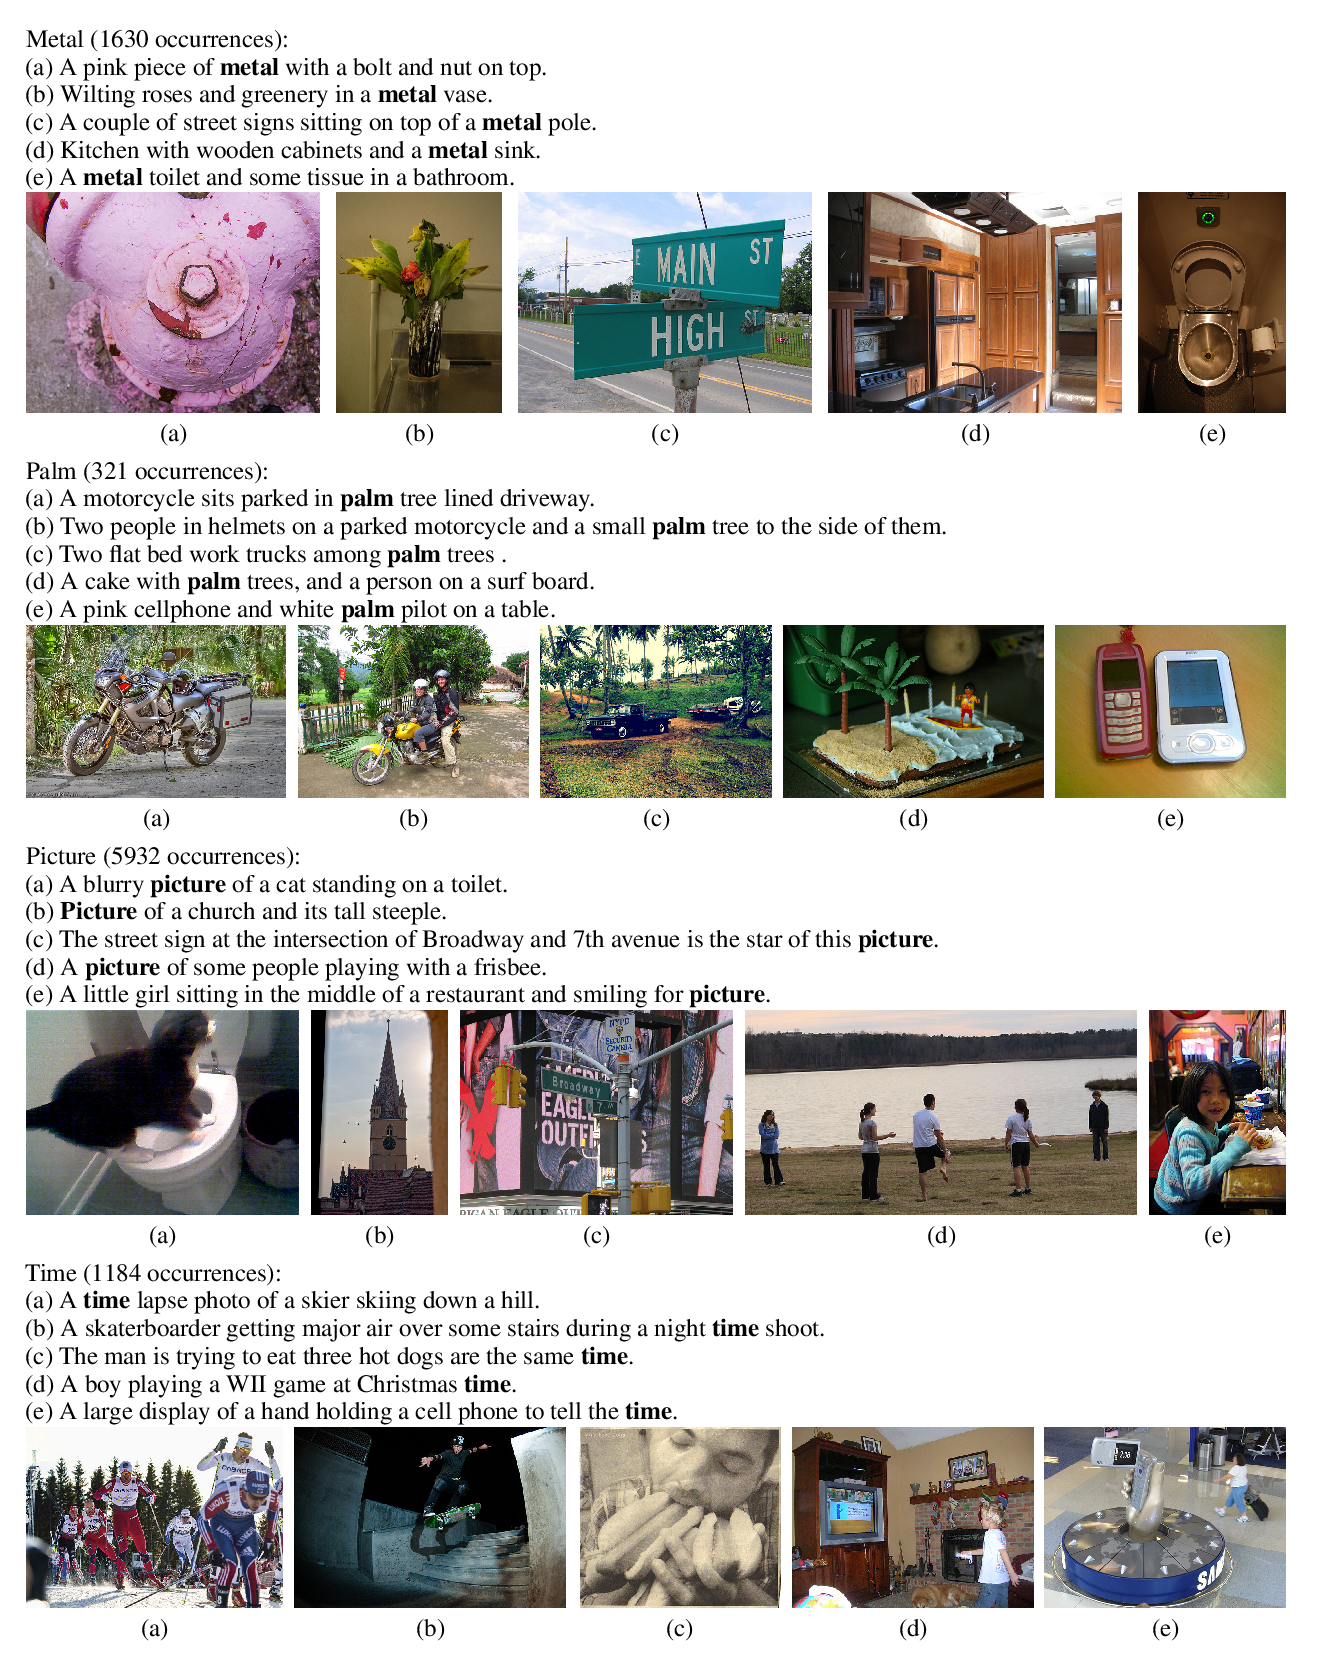 Metal (1630 occurrences):
(a) A pink piece of metal with a bolt and nut on top.
(b) Wilting roses and greenery in a metal vase.
(c) A couple of street signs sitting on top of a metal pole.
(d) Kitchen with wooden cabinets and a metal sink.
(e) A metal toilet and some tissue in a bathroom.
E MAIN ST
HIGH ST
(a) (b) (c) (d) (e)
Palm (321 occurrences):
(a) A motorcycle sits parked in palm tree lined driveway.
(b) Two people in helmets on a parked motorcycle and a small palm tree to the side of them.
(c) Two flat bed work trucks among palm trees .
(d) A cake with palm trees, and a person on a surf board.
(e) A pink cellphone and white palm pilot on a table.
(a) (b) (c) (d) (e)
Picture (5932 occurrences):
(a) A blurry picture of a cat standing on a toilet.
(b) Picture of a church and its tall steeple.
(c) The street sign at the intersection of Broadway and 7th avenue is the star of this picture.
(d) A picture of some people playing with a frisbee.
(e) A little girl sitting in the middle of a restaurant and smiling for picture.
NYPD
SECURITY
CAMERA
Broadway
EAGLE
OUTFI
(a) (b) (c) (d) (e)
Time (1184 occurrences):
(a) A time lapse photo of a skier skiing down a hill.
(b) A skaterboarder getting major air over some stairs during a night time shoot.
(c) The man is trying to eat three hot dogs are the same time.
(d) A boy playing a WII game at Christmas time.
(e) A large display of a hand holding a cell phone to tell the time.
(a) (b) (c) (d) (e)